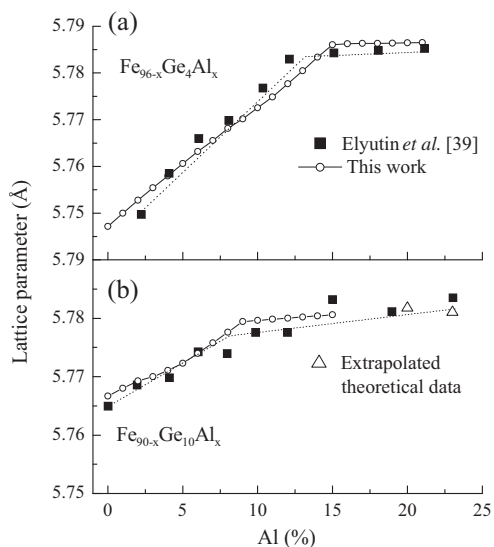 (a)
5.79
5.78
Fe96-xGe4Alx
5.77
Elyutin et al. [39]
This work
5.76
5.75
5.79
Lattice parameter (Å)
(b)
5.78
Extrapolated
theoretical data
5.77
5.76
Fe90-xGe10Alx
5.75
0 5 10 15 20 25
Al (%)